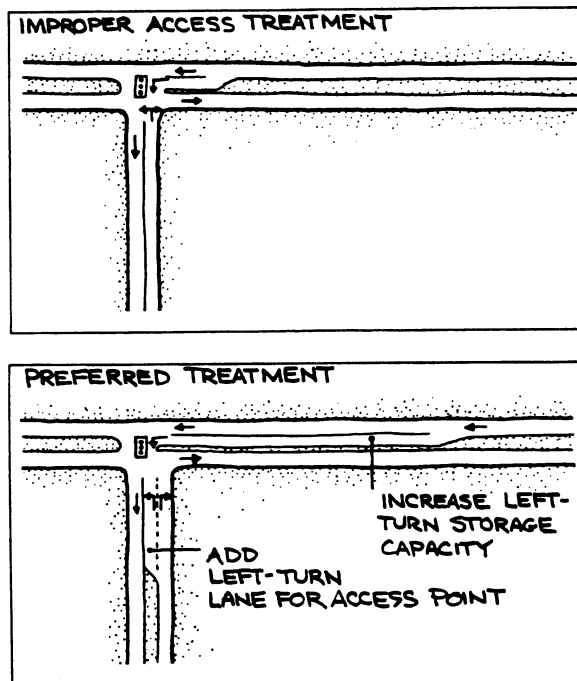 IMPROPER ACCESS TREATMENT
PREFERRED TREATMENT
INCREASE LEFT-
TURN STORAGE
CAPACITY
ADD
LEFT-TURN
LANE FOR ACCESS POINT